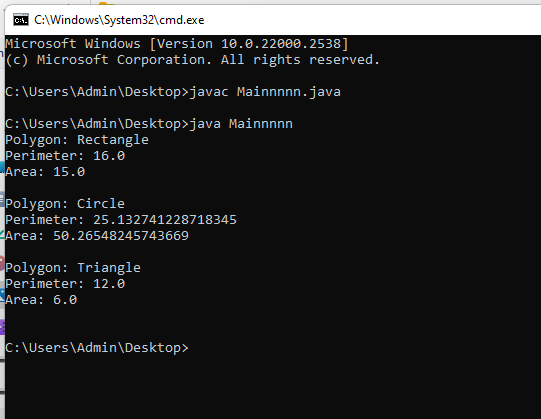 C:\Windows\System32\cmd.exe
Microsoft Windows [Version 10.0.22000.2538]
(c) Microsoft Corporation. All rights reserved.
C:\Users\Admin\Desktop>javac Mainnnnn.java
C:\Users\Admin\Desktop>java Mainnnnn
Polygon: Rectangle
Perimeter: 16.0
Area: 15.0
Polygon: Circle
Perimeter: 25.132741228718345
Area: 50.26548245743669
Polygon: Triangle
Perimeter: 12.0
Area: 6.0
C:\Users\Admin\Desktop>